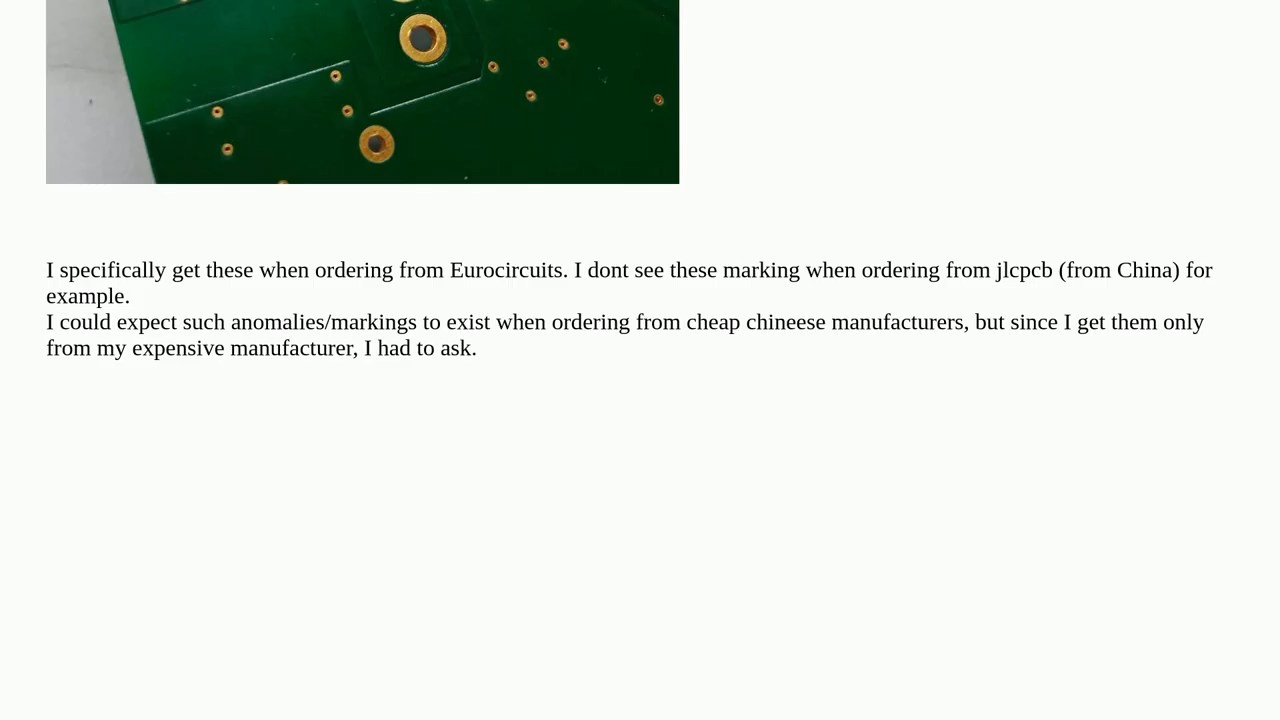 I specifically get these when ordering from Eurocircuits. I dont see these marking when ordering from jlcpcb (from China) for
example.
I could expect such anomalies/markings to exist when ordering from cheap chineese manufacturers, but since I get them only
from my expensive manufacturer, I had to ask.